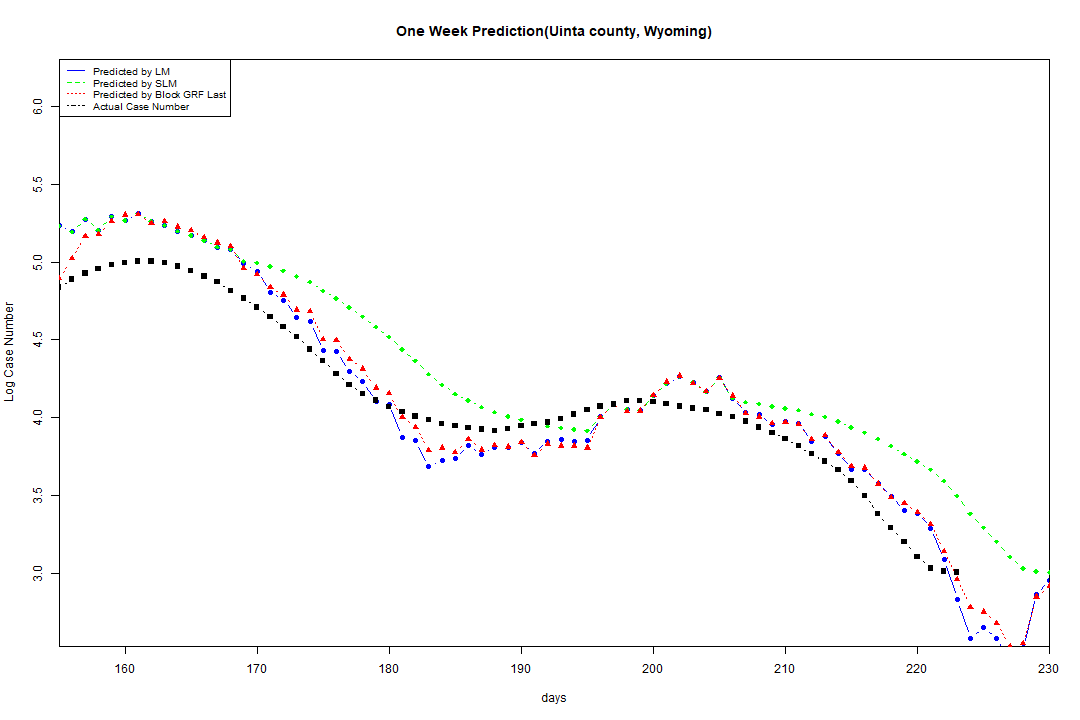 One Week Prediction(Uinta county, Wyoming)
Predicted by LM
Predicted by SLM
Predicted by Block GRF Last
Actual Case Number
6.0
5.5
5.0
4.5
4.0
3.5
3.0
Log Case Number
160 170 180 190 200 210 220 230
days